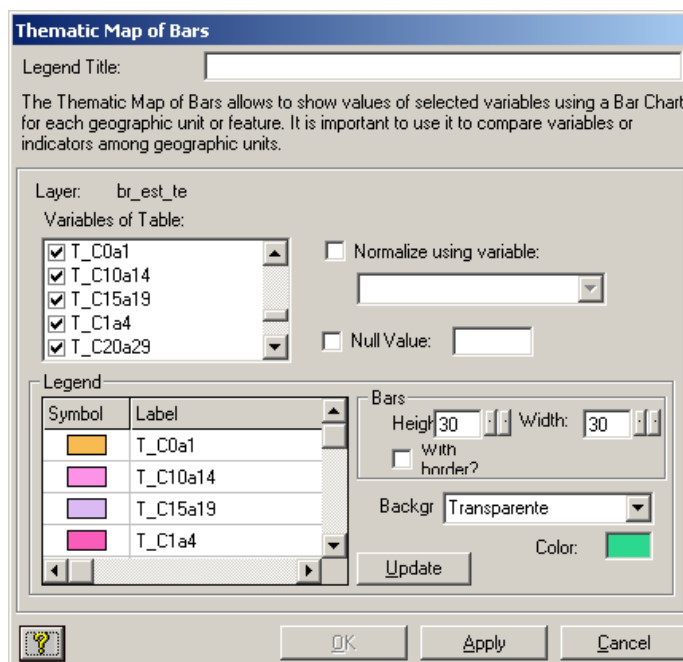 Thematic Map of Bars
Legend Title:
The Thematic Map of Bars allows to show values of selected variables using a Bar Chart
for each geographic unit or feature. It is important to use it to compare variables or
indicators among geographic units.
Layer: br_est_te
Variables of Table:
T_C0a1
T_C10a14
T_C15a19
T_C1a4
T_C20a29
Normalize using variable:
Null Value:
Legend
Symbol Label
T_C0a1
T_C10a14
T_C15a19
T_C1a4
Bars
Heigh 30 Width: 30
With
border?
Backgr Transparente
Color:
Update
OK Apply Cancel